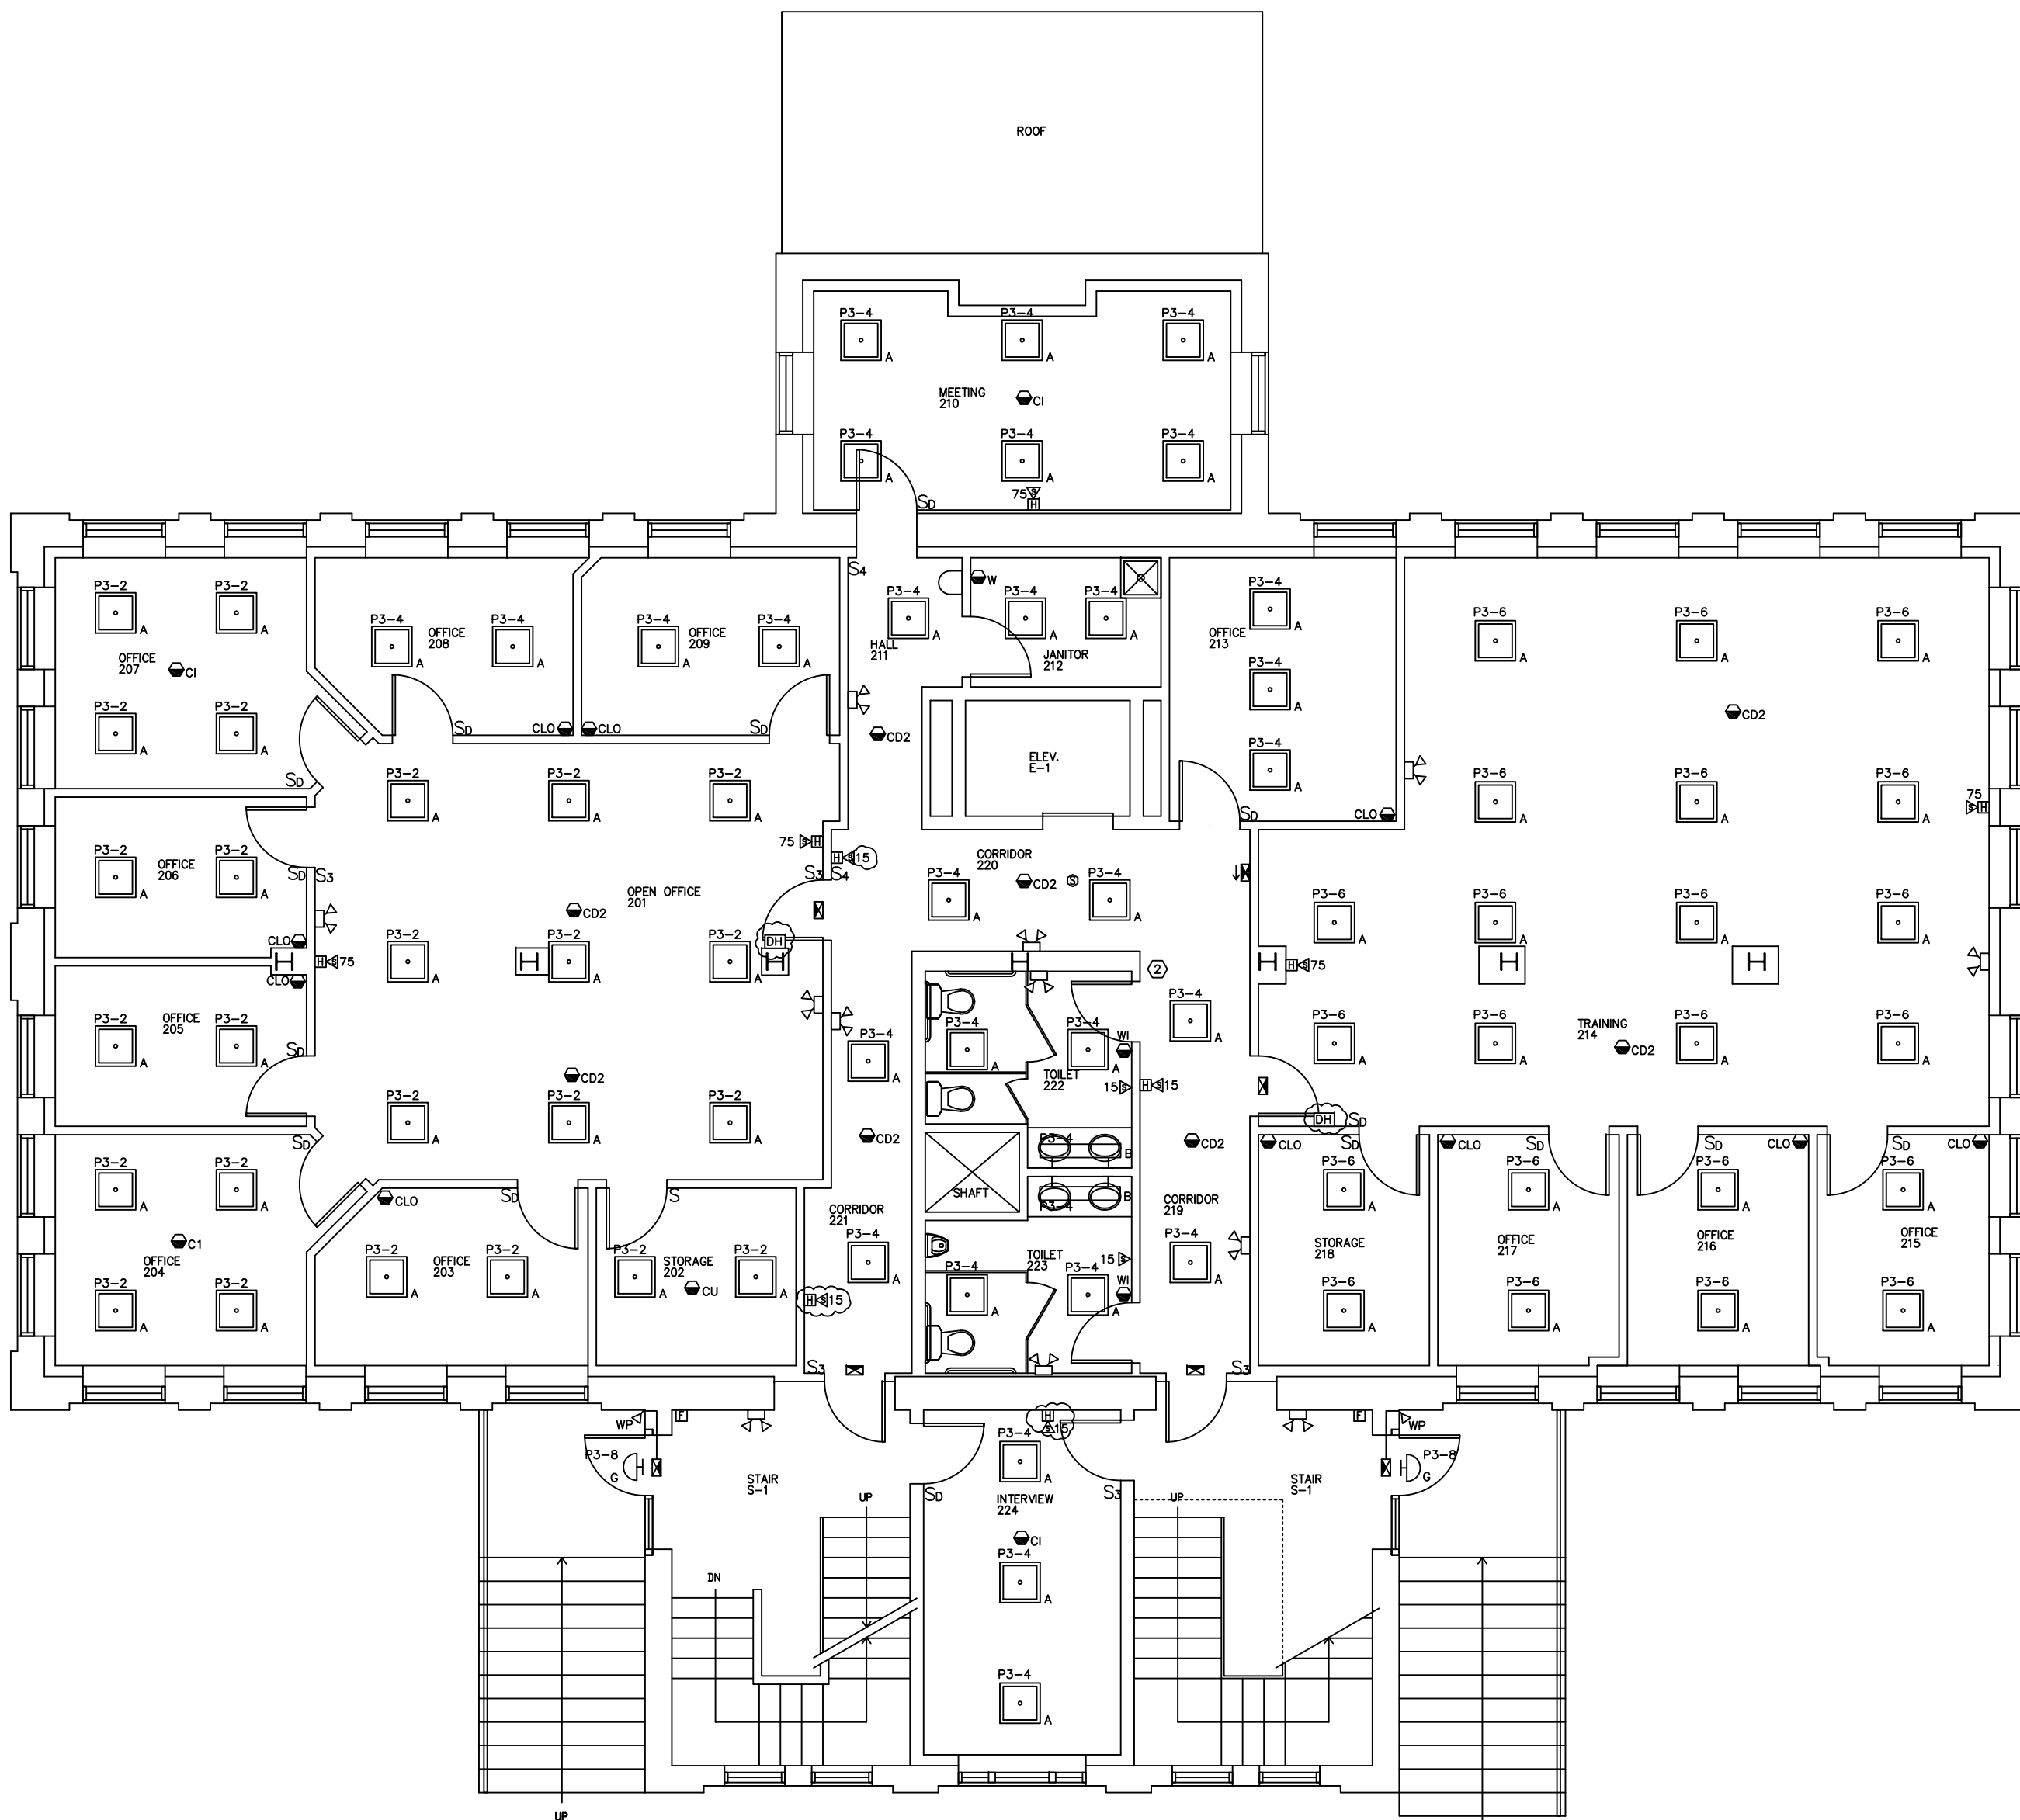 ROOF
P3-4 P3-4 P3-4
A A A
MEETING
210
CI
P3-4 P3-4 P3-4
A A A
75 S
H
SD
P3-2 P3-2
A A
OFFICE
207
CI
P3-2 P3-2
A A
SD
P3-4 P3-4
A A
OFFICE
208
SD
CLO
P3-4 P3-4
A A
OFFICE
209
SD
CLO
S4
P3-4
A
HALL
211
CD2
W
P3-4 P3-4
A A
JANITOR
212
ELEV.
E-1
OFFICE
213
P3-4
A
P3-4
A
P3-4
A
SD
CLO
P3-6 P3-6 P3-6
A A A
CD2
P3-6 P3-6 P3-6
A A A
75
S H
P3-6 P3-6 P3-6 P3-6
A A A A
H H H
H S 75
P3-6 P3-6 P3-6 P3-6
A A A A
TRAINING
214
CD2
DH
SD
P3-2 P3-2
A A
OFFICE
206
SD
S3
CLO
H
H S 75
P3-2 P3-2
A A
OFFICE
205
CLO
SD
P3-2 P3-2 P3-2
A A A
75 S H
H S 15
S3 S4
OPEN OFFICE
201
CD2
P3-2 P3-2 P3-2
A A A
H H
DH
CD2
P3-2 P3-2 P3-2
A A A
CORRIDOR
220
CD2
S
P3-4 P3-4
A A
H
2
P3-4
A
CD2
CORRIDOR
221
P3-4
A
H S 15
S3
P3-4 P3-4
A A
WI
TOILET
222
15 S
H S 15
P3-4
B
SHAFT
B
P3-4
TOILET
223
15 S
WI
P3-4 P3-4
A A
P3-4
A
CD2
CORRIDOR
219
P3-4
A
S3
SD
P3-2 P3-2
A A
C1
OFFICE
204
P3-2 P3-2
A A
CLO
SD
P3-2 P3-2
A A
OFFICE
203
S
P3-2 P3-2
A A
STORAGE
202
CU
CLO
SD
P3-6
A
STORAGE
218
P3-6
A
CLO
SD
P3-6
A
OFFICE
217
P3-6
A
SD
CLO
P3-6
A
OFFICE
216
P3-6
A
SD
CLO
P3-6
A
OFFICE
215
P3-6
A
WP
F
P3-8
G
STAIR
S-1
UP
DN
UP
H
S 15
P3-4
A
SD
S3
INTERVIEW
224
CI
P3-4
A
P3-4
A
UP
STAIR
S-1
F
WP
P3-8
G